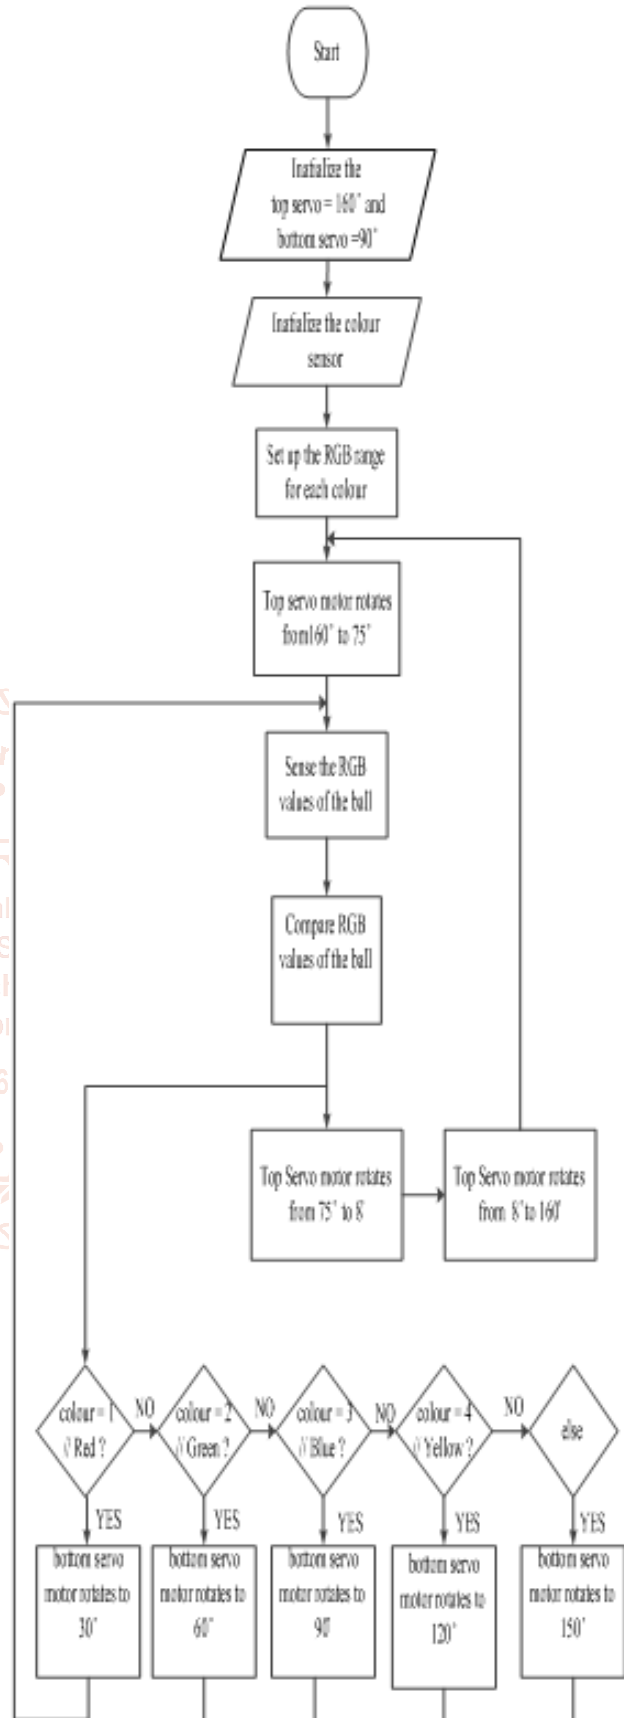 Start
Inatialize the
top servo = 160° and
bottom servo =90°
Inatialize the colour
sensor
Set up the RGB range
for each colour
Top servo motor rotates
from160° to 75°
Sense the RGB
values of the ball
Compare RGB
values of the ball
Top Servo motor rotates
from 75° to 8°
Top Servo motor rotates
from 8°to 160°
colour = 1
// Red ?
NO
colour = 2
// Green ?
NO
colour = 3
// Blue ?
NO
colour = 4
// Yellow ?
NO
else
YES
YES
YES
YES
YES
bottom servo
motor rotates to
30°
bottom servo
motor rotates to
60°
bottom servo
motor rotates to
90
bottom servo
motor rotates to
120°
bottom servo
motor rotates to
150°